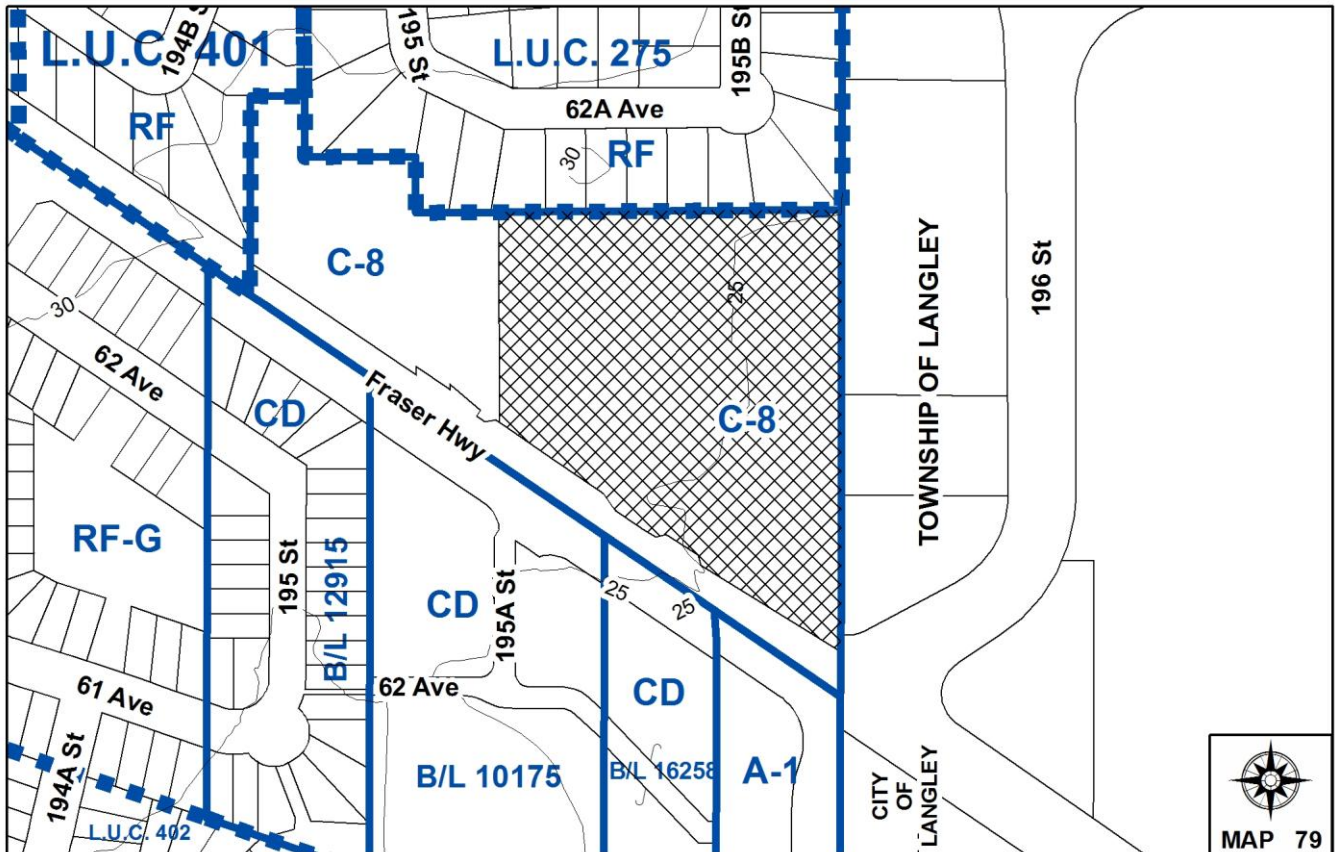 L.U.C. 401
194B S
195 St
L.U.C. 275
195B St
62A Ave
RF
30
RF
C-8
TOWNSHIP OF LANGLEY
196 St
25
30
62 Ave
Fraser Hwy
CD
C-8
RF-G
195 St
B/L 12915
CD
195A St
25
25
61 Ave
62 Ave
CD
194A St
B/L 10175
B/L 16258
A-1
CITY
OF
LANGLEY
L.U.C. 402
MAP 79